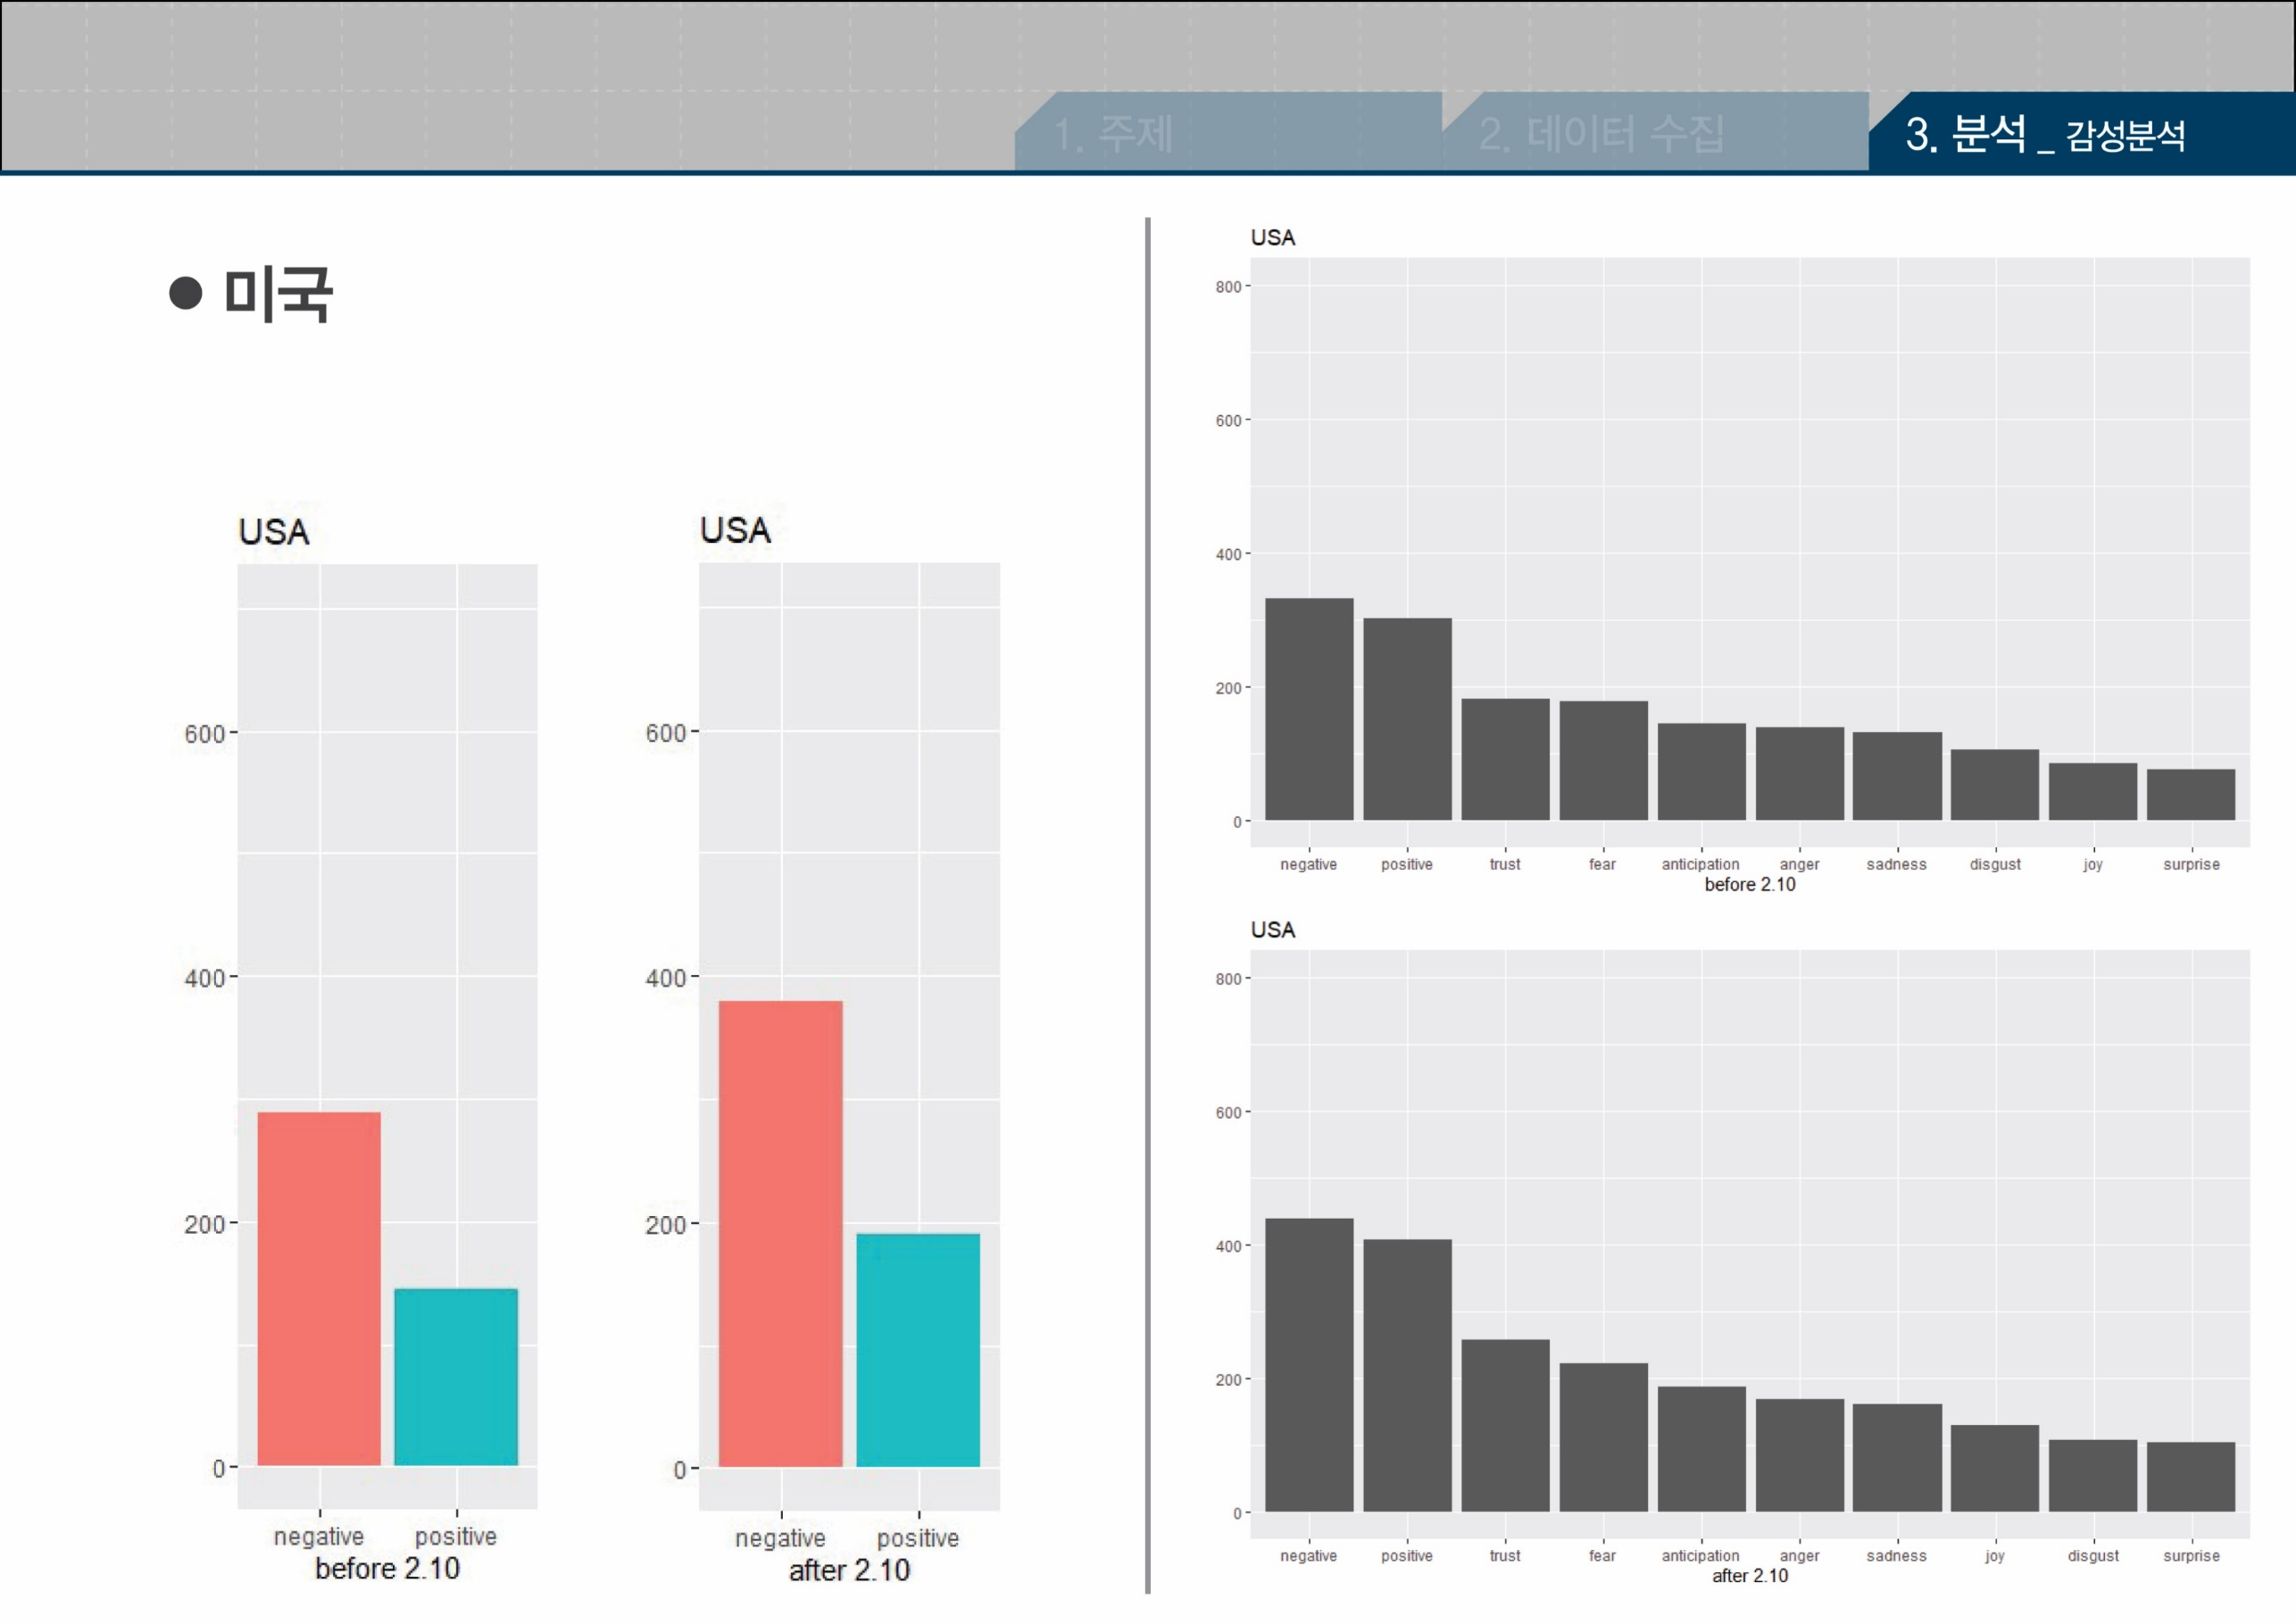 1. 주제
2. 데이터 수집
3. 분석 _ 감성분석
● 미국
USA
600
400
200
0
negative positive
before 2.10
USA
600
400
200
0
negative positive
after 2.10
USA
800
600
400
200
0
negative positive trust fear anticipation anger sadness disgust joy surprise
before 2.10
USA
800
600
400
200
0
negative positive trust fear anticipation anger sadness joy disgust surprise
after 2.10